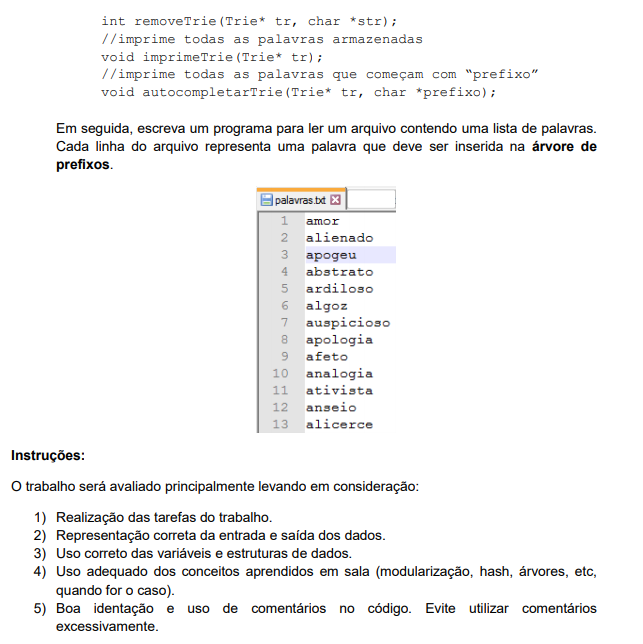 int removeTrie(Trie* tr, char *str);
//imprime todas as palavras armazenadas
void imprimeTrie(Trie* tr);
//imprime todas as palavras que começam com “prefixo”
void autocompletarTrie(Trie* tr, char *prefixo);
Em seguida, escreva um programa para ler um arquivo contendo uma lista de palavras.
Cada linha do arquivo representa uma palavra que deve ser inserida na árvore de
prefixos.
palavras.txt
1 amor
2 alienado
3 apogeu
4 abstrato
5 ardiloso
6 algoz
7 auspicioso
8 apologia
9 afeto
10 analogia
11 ativista
12 anseio
13 alicerce
Instruções:
O trabalho será avaliado principalmente levando em consideração:
1) Realização das tarefas do trabalho.
2) Representação correta da entrada e saída dos dados.
3) Uso correto das variáveis e estruturas de dados.
4) Uso adequado dos conceitos aprendidos em sala (modularização, hash, árvores, etc,
quando for o caso).
5) Boa identação e uso de comentários no código. Evite utilizar comentários
excessivamente.